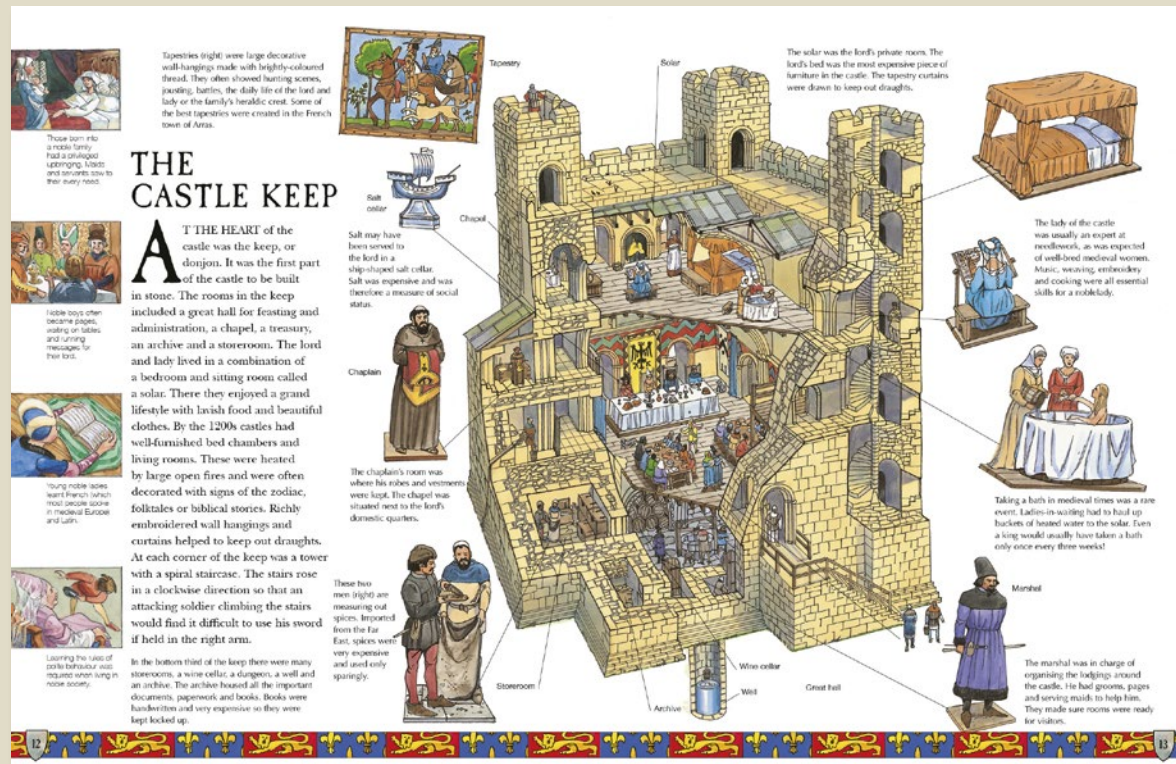 Tapestries (right) were large decorative
wall-hangings made with brightly-coloured
thread. They often showed hunting scenes,
jousting, battles, the daily life of the lord and
lady or the family's heraldic crest. Some of
the best tapestries were created in the French
town of Arras.
Those born into
a noble family
had a privileged
upbringing. Maids
and servants saw to
their every need.
Noble boys often
became pages,
waiting on tables
and running
messages for
their lord.
Young noble ladies
learnt French (which
most people spoke
in medieval Europe)
and Latin.
Learning the rules of
polite behaviour was
required when living in
noble society.
THE
CASTLE KEEP
AT THE HEART of the
castle was the keep, or
donjon. It was the first part
of the castle to be built
in stone. The rooms in the keep
included a great hall for feasting and
administration, a chapel, a treasury,
an archive and a storeroom. The lord
and lady lived in a combination of
a bedroom and sitting room called
a solar. There they enjoyed a grand
lifestyle with lavish food and beautiful
clothes. By the 1200s castles had
well-furnished bed chambers and
living rooms. These were heated
by large open fires and were often
decorated with signs of the zodiac,
folktales or biblical stories. Richly
embroidered wall hangings and
curtains helped to keep out draughts.
At each corner of the keep was a tower
with a spiral staircase. The stairs rose
in a clockwise direction so that an
attacking soldier climbing the stairs
would find it difficult to use his sword
if held in the right arm.
In the bottom third of the keep there were many
storerooms, a wine cellar, a dungeon, a well and
an archive. The archive housed all the important
documents, paperwork and books. Books were
handwritten and very expensive so they were
kept locked up.
Tapestry
Salt
cellar
Salt may have
been served to
the lord in a
ship-shaped salt cellar.
Salt was expensive and was
therefore a measure of social
status.
Chapel
Chaplain
The chaplain's room was
where his robes and vestments
were kept. The chapel was
situated next to the lord's
domestic quarters.
These two
men (right) are
measuring out
spices. Imported
from the Far
East, spices were
very expensive
and used only
sparingly.
Storeroom
Archive
Well
Wine cellar
Great hall
Solar
The solar was the lord's private room. The
lord's bed was the most expensive piece of
furniture in the castle. The tapestry curtains
were drawn to keep out draughts.
The lady of the castle
was usually an expert at
needlework, as was expected
of well-bred medieval women.
Music, weaving, embroidery
and cooking were all essential
skills for a noblelady.
Taking a bath in medieval times was a rare
event. Ladies-in-waiting had to haul up
buckets of heated water to the solar. Even
a king would usually have taken a bath
only once every three weeks!
Marshal
The marshal was in charge of
organising the lodgings around
the castle. He had grooms, pages
and serving maids to help him.
They made sure rooms were ready
for visitors.
12
13